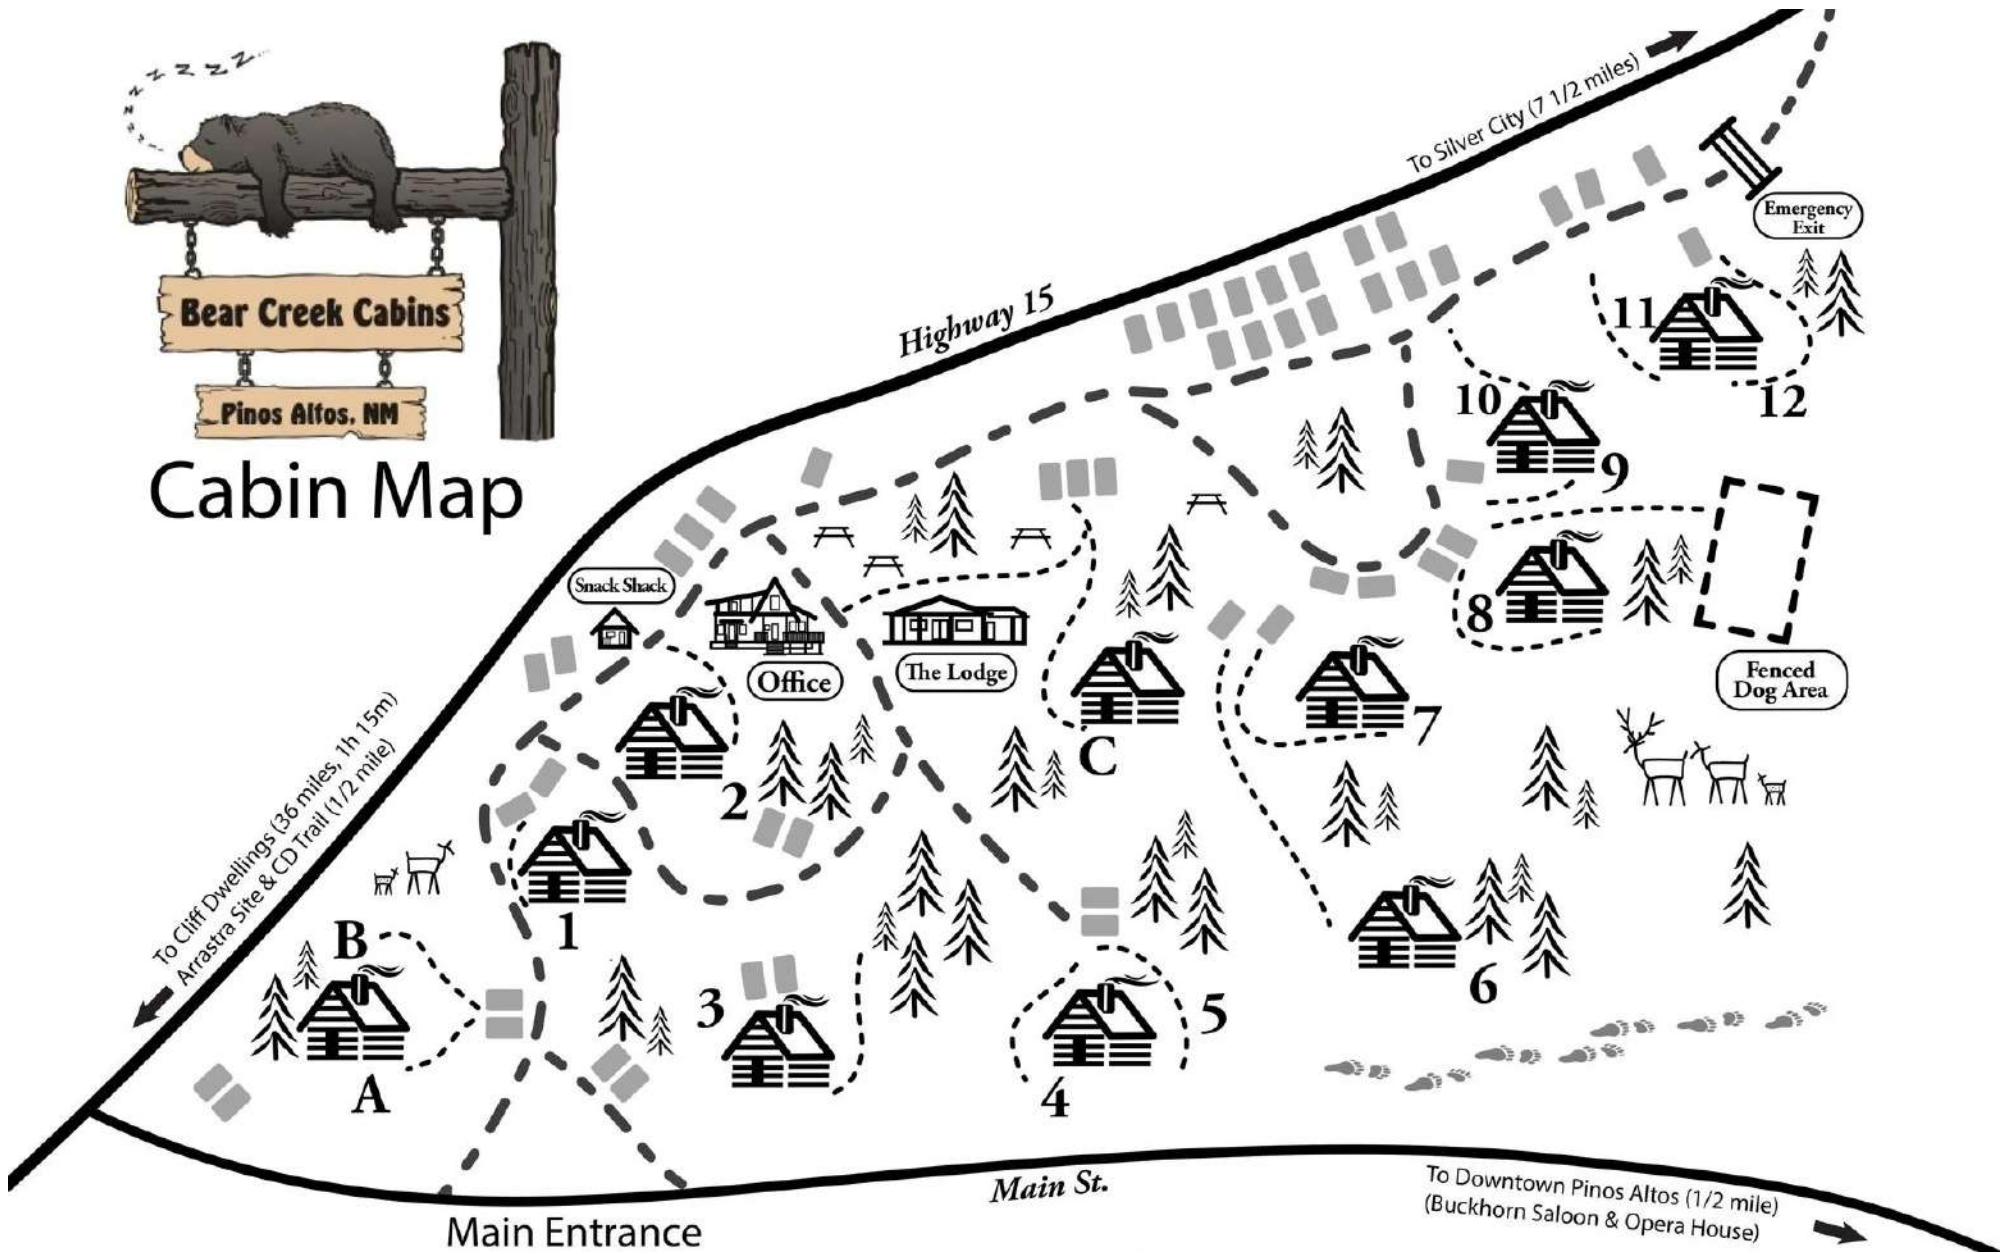 z z z z z z z z
Bear Creek Cabins
Pinos Altos, NM
Cabin Map
To Silver City (7 1/2 miles)
Highway 15
Emergency
Exit
11
12
10
9
8
Fenced
Dog Area
Snack Shack
Office
The Lodge
C
7
2
1
To Cliff Dwellings (36 miles, 1h 15m)
Arrastra Site & CD Trail (1/2 mile)
B
A
3
4
5
6
Main St.
To Downtown Pinos Altos (1/2 mile)
(Buckhorn Saloon & Opera House)
Main Entrance